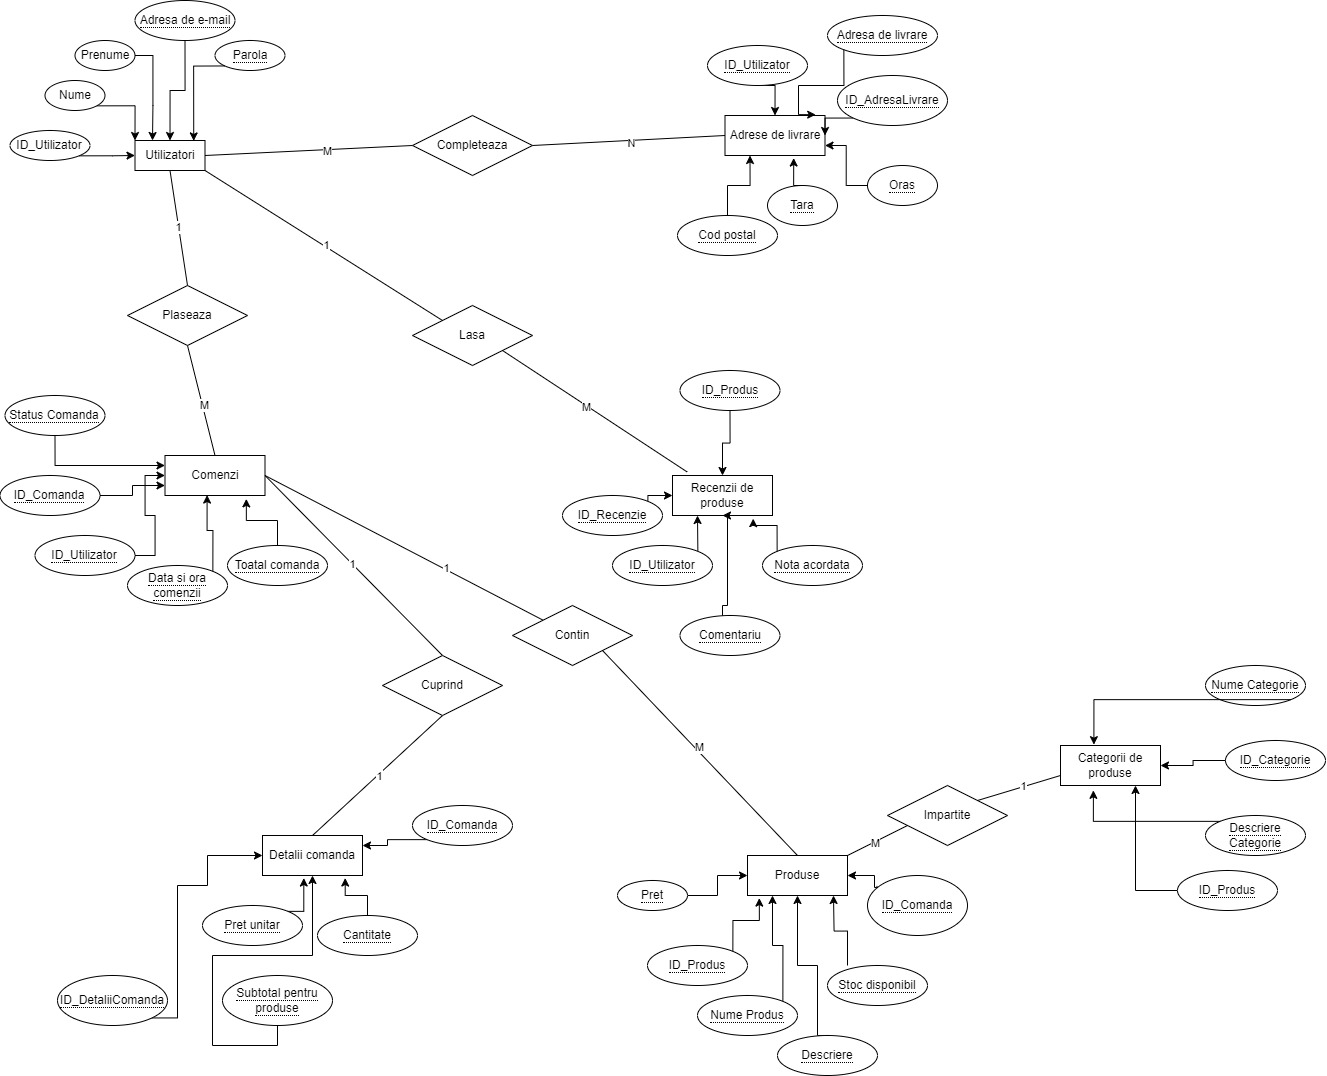 Adresa de e-mail
Prenume
Parola
Nume
ID_Utilizator
Utilizatori
M
Completeaza
N
ID_Utilizator
Adresa de livrare
ID_AdresaLivrare
Adrese de livrare
Oras
Tara
Cod postal
1
1
Plaseaza
Lasa
M
M
Status Comanda
Comenzi
ID_Comanda
ID_Utilizator
Data si ora
comenzii
Toatal comanda
ID_Produs
Recenzii de
produse
ID_Recenzie
ID_Utilizator
Nota acordata
Comentariu
1
1
Contin
Cuprind
M
1
Nume Categorie
Categorii de
produse
ID_Categorie
Descriere
Categorie
ID_Produs
1
Impartite
M
ID_Comanda
Detalii comanda
Pret unitar
Cantitate
ID_DetaliiComanda
Subtotal pentru
produse
Produse
Pret
ID_Comanda
ID_Produs
Stoc disponibil
Nume Produs
Descriere